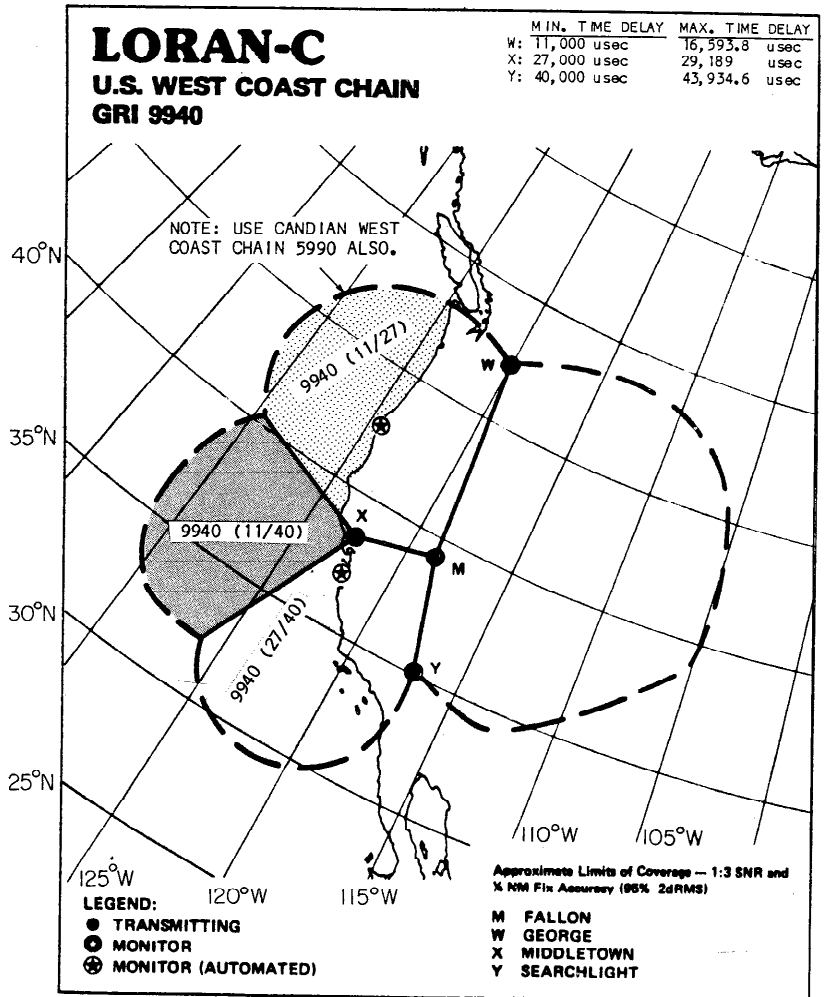 LORAN-C
U.S. WEST COAST CHAIN
GRI 9940
MIN. TIME DELAY MAX. TIME DELAY
W: 11,000 usec 16,593.8 usec
X: 27,000 usec 29,189 usec
Y: 40,000 usec 43,934.6 usec
NOTE: USE CANDIAN WEST
COAST CHAIN 5990 ALSO.
40°N
35°N
30°N
25°N
9940 (11/27)
W
9940 (11/40)
X
M
9940 (27/40)
Y
125°W
120°W
115°W
110°W
105°W
Approximate Limits of Coverage — 1:3 SNR and
¼ NM Fix Accuracy (95% 2dRMS)
LEGEND:
TRANSMITTING
MONITOR
MONITOR (AUTOMATED)
M FALLON
W GEORGE
X MIDDLETOWN
Y SEARCHLIGHT